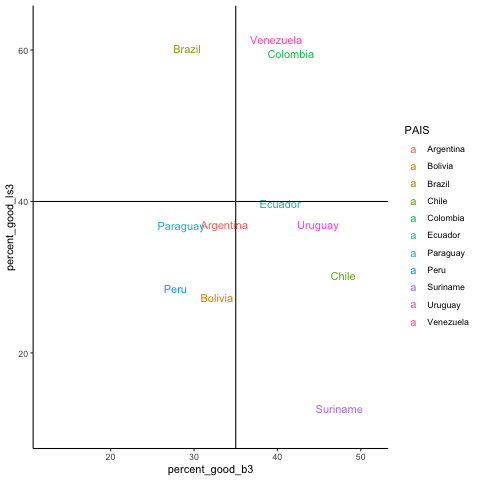 60
40
20
percent_good_ls3
Venezuela
Brazil
Colombia
Ecuador
Paraguay
Argentina
Uruguay
Chile
Peru
Bolivia
Suriname
20
30
40
50
percent_good_b3
PAIS
a Argentina
a Bolivia
a Brazil
a Chile
a Colombia
a Ecuador
a Paraguay
a Peru
a Suriname
a Uruguay
a Venezuela